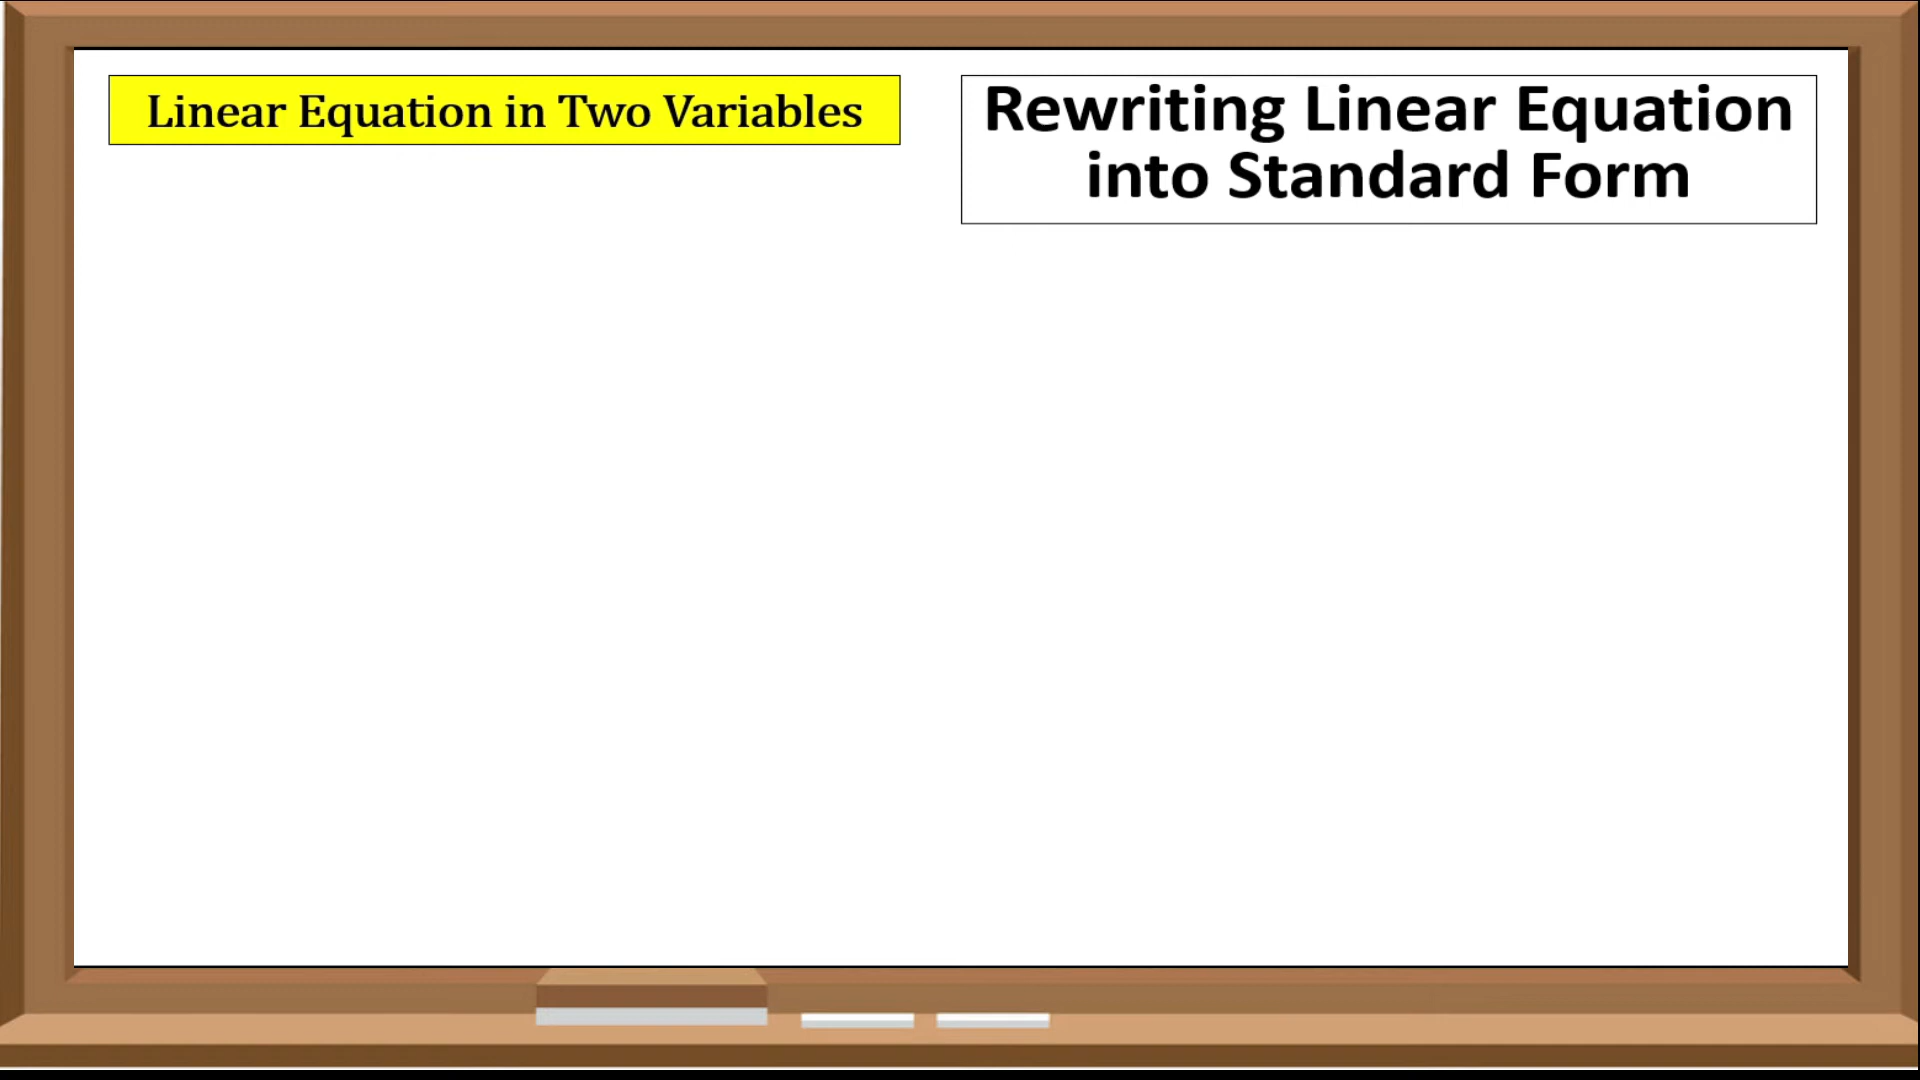 Linear Equation in Two Variables
Rewriting Linear Equation
into Standard Form